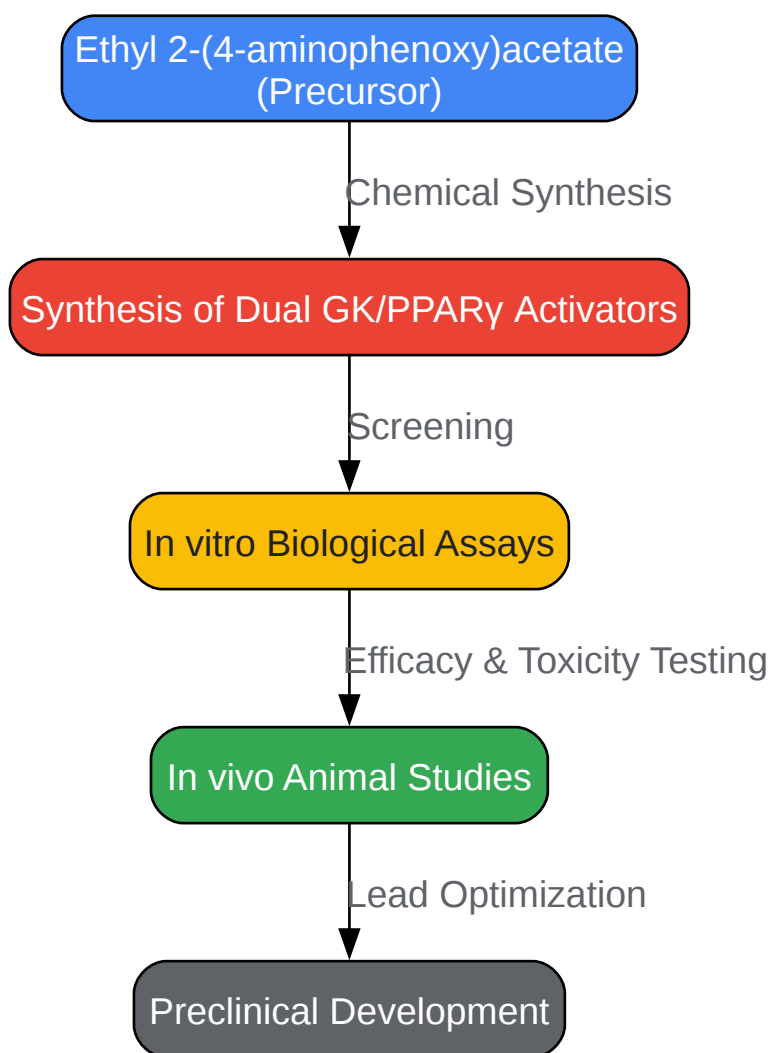 Ethyl 2-(4-aminophenoxy)acetate
(Precursor)
Chemical Synthesis
Synthesis of Dual GK/PPARγ Activators
Screening
In vitro Biological Assays
Efficacy & Toxicity Testing
In vivo Animal Studies
Lead Optimization
Preclinical Development